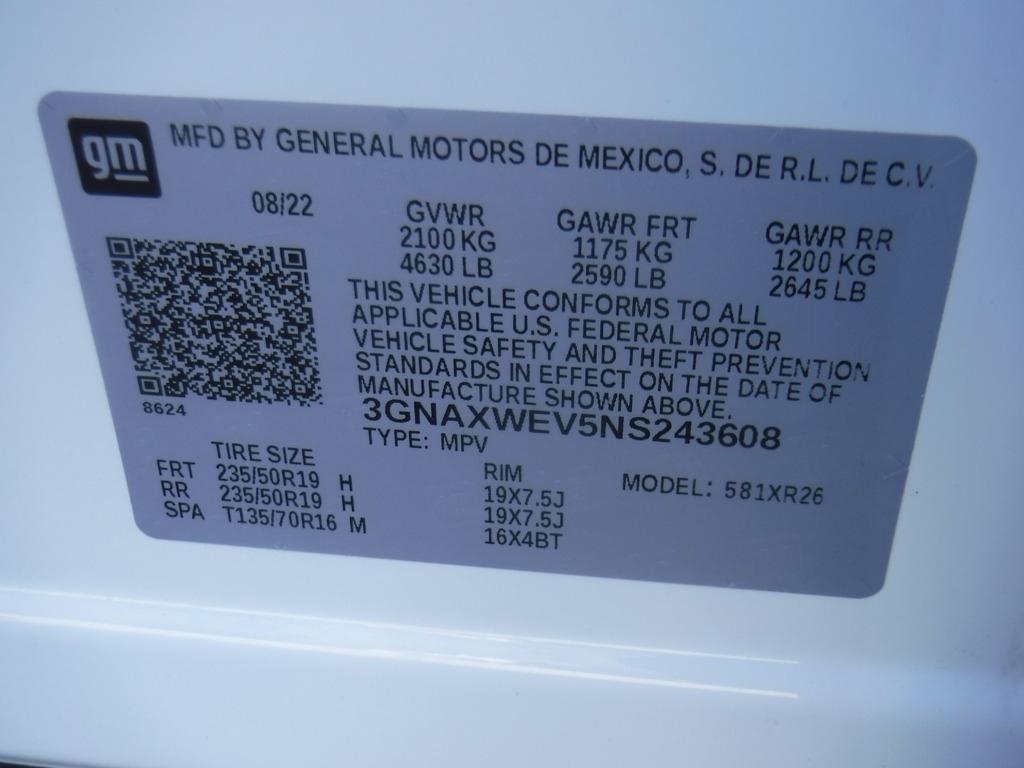 gm
MFD BY GENERAL MOTORS DE MEXICO, S. DE R.L. DE C.V.
08/22
GVWR GAWR FRT GAWR RR
2100 KG 1175 KG 1200 KG
4630 LB 2590 LB 2645 LB
THIS VEHICLE CONFORMS TO ALL
APPLICABLE U.S. FEDERAL MOTOR
VEHICLE SAFETY AND THEFT PREVENTION
STANDARDS IN EFFECT ON THE DATE OF
MANUFACTURE SHOWN ABOVE.
8624
3GNAXWEV5NS243608
TYPE: MPV
TIRE SIZE RIM MODEL: 581XR26
FRT 235/50R19 H 19X7.5J
RR 235/50R19 H 19X7.5J
SPA T135/70R16 M 16X4BT